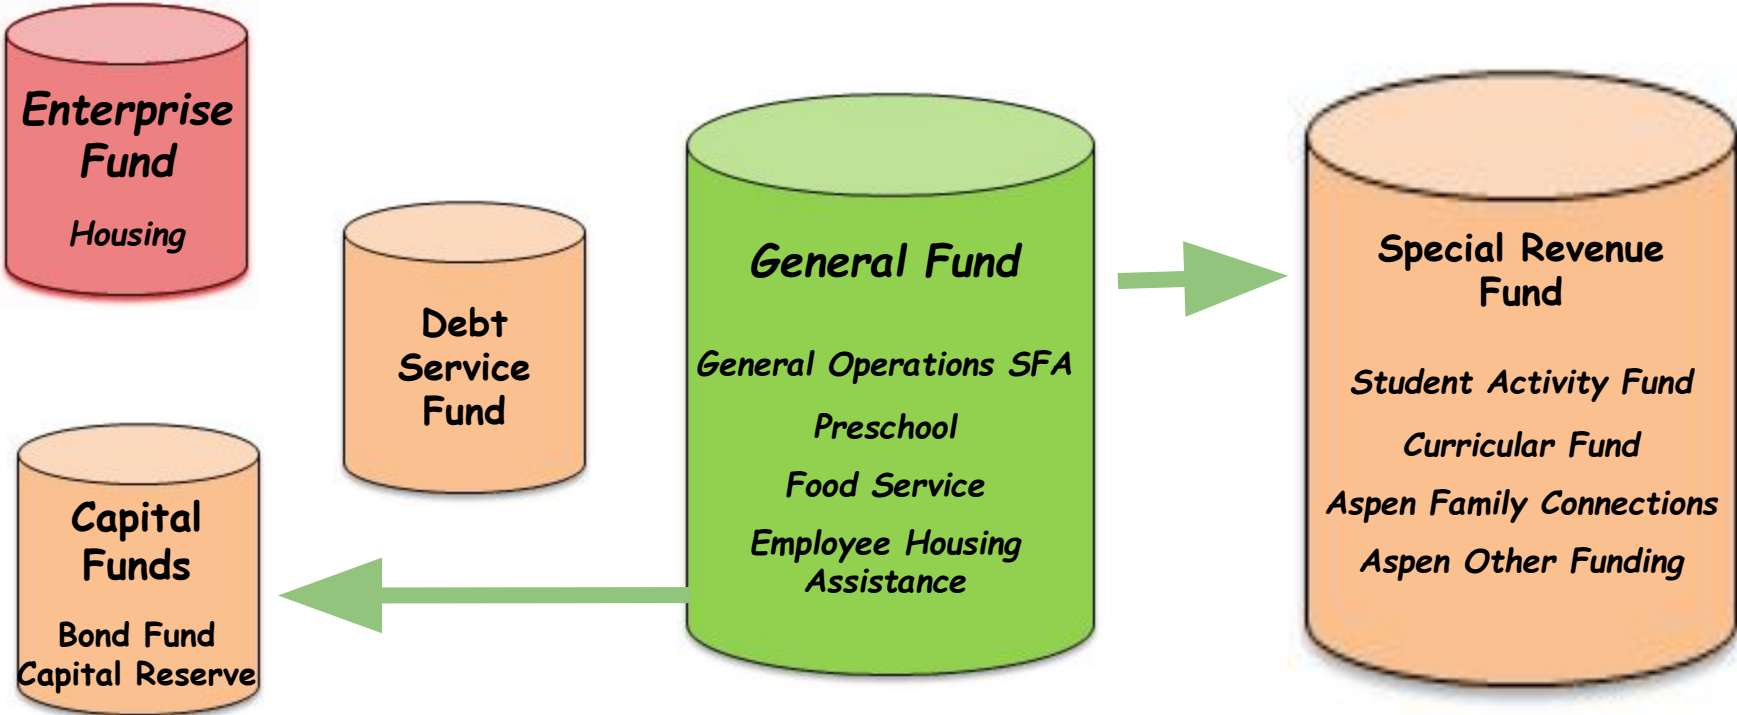 Enterprise
Fund
Housing
Debt
Service
Fund
Capital
Funds
Bond Fund
Capital Reserve
General Fund
General Operations SFA
Preschool
Food Service
Employee Housing
Assistance
Special Revenue
Fund
Student Activity Fund
Curricular Fund
Aspen Family Connections
Aspen Other Funding